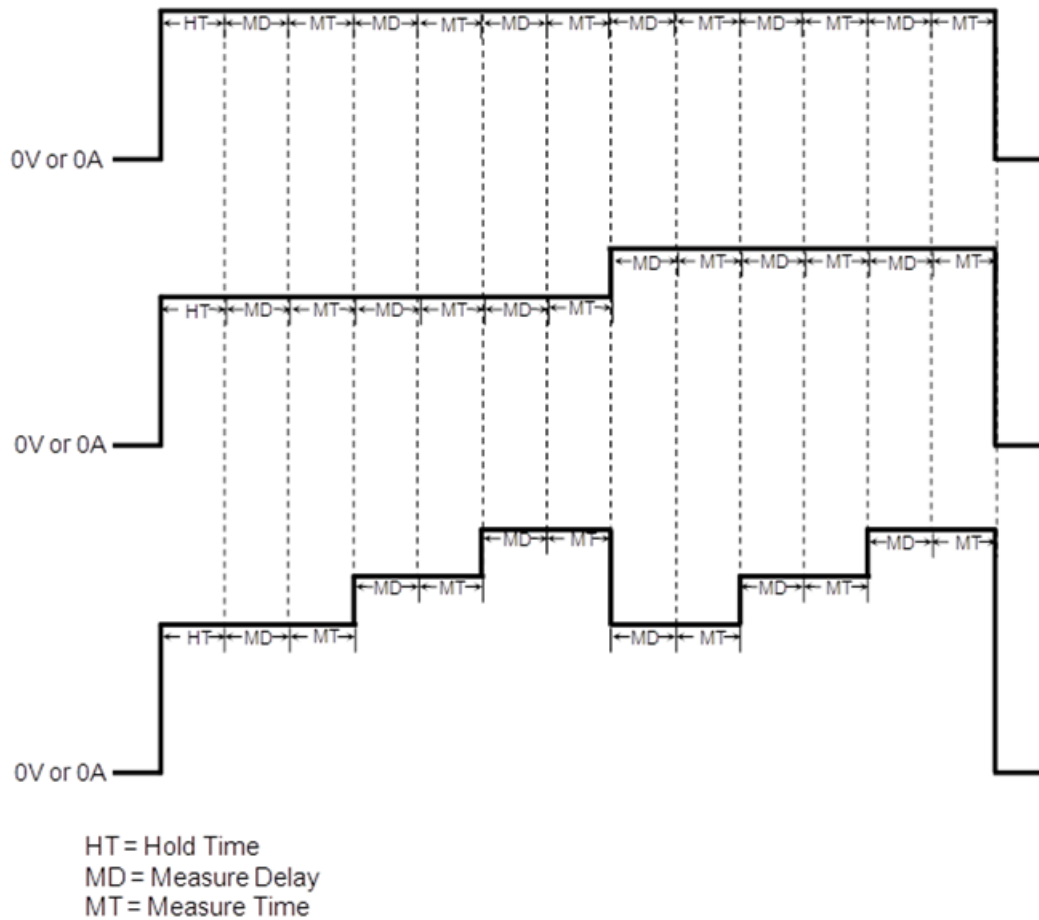 HT MD MT MD MT MD MT MD MT MD MT MD MT
0V or 0A
MD MT MD MT MD MT
HT MD MT MD MT MD MT
0V or 0A
MD MT MD MT
MD MT MD MT
HT MD MT MD MT
0V or 0A
HT = Hold Time
MD = Measure Delay
MT = Measure Time